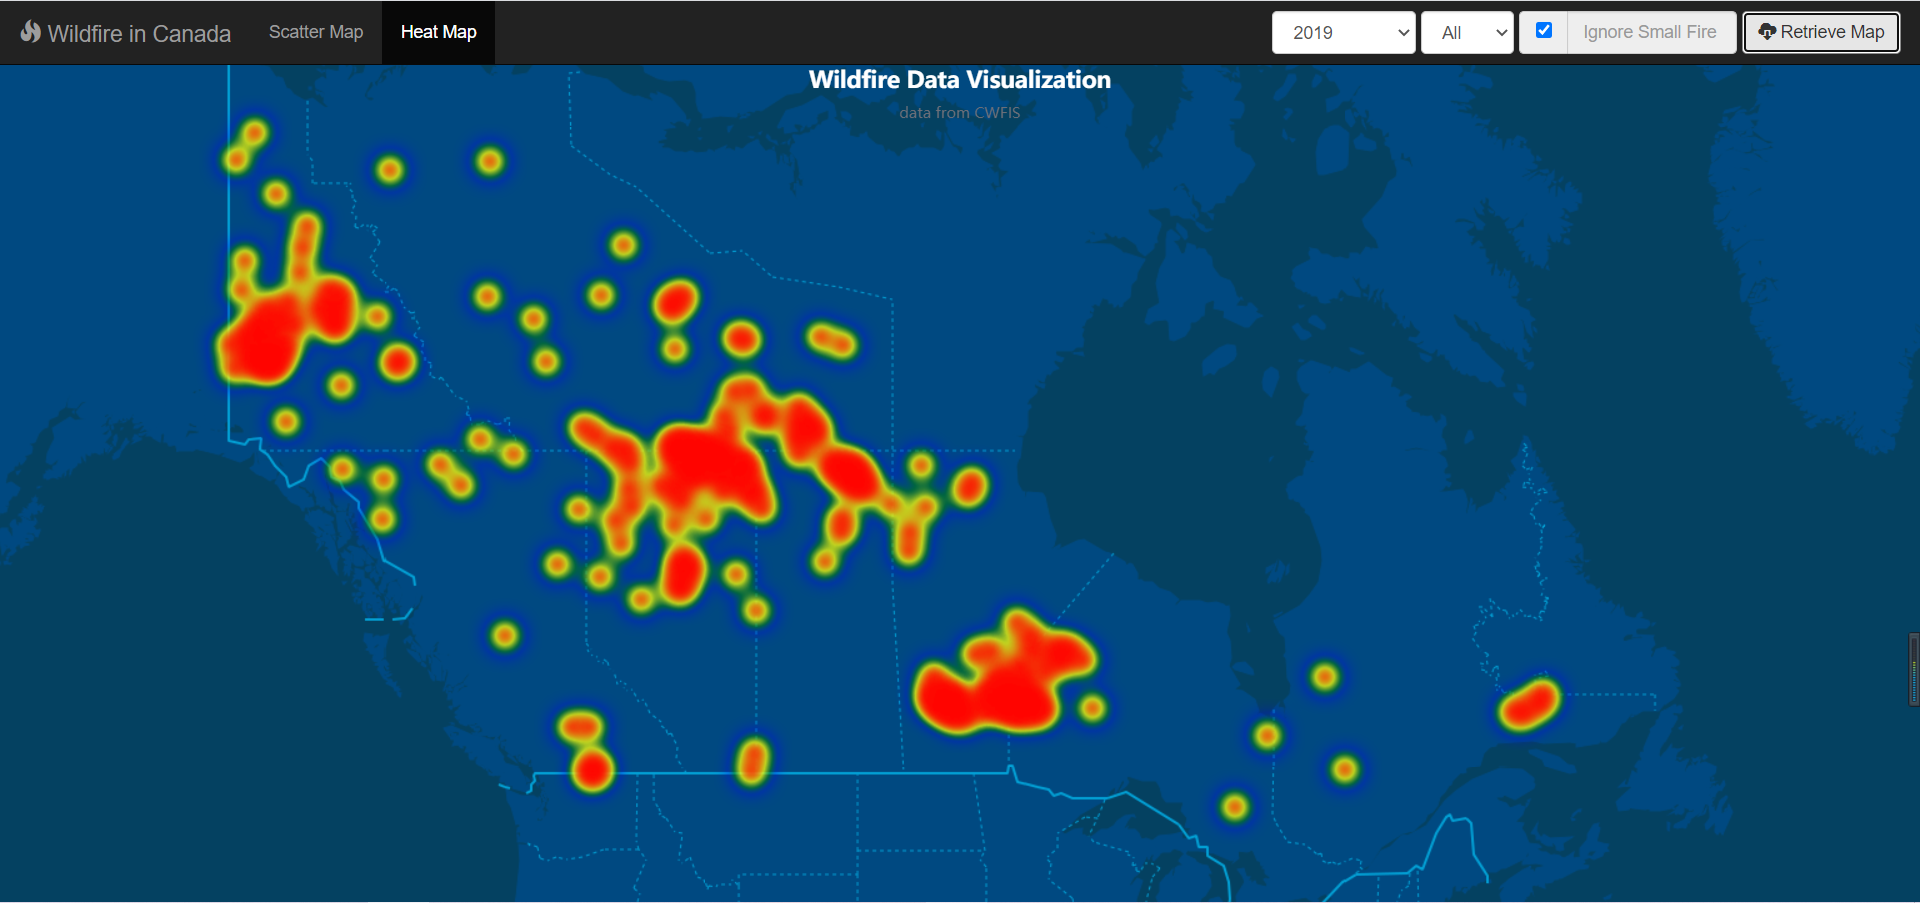 Wildfire in Canada
Scatter Map
Heat Map
2019
All
Ignore Small Fire
Retrieve Map
Wildfire Data Visualization
data from CWFIS